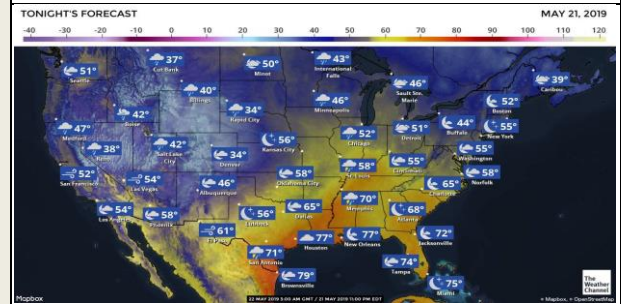 TONIGHT'S FORECAST
MAY 21, 2019
-40 -30 -20 -10 0 10 20 30 40 50 60 70 80 90 100 110 120
51°
Seattle
37°
Cut Bank
50°
Minot
43°
International
Falls
39°
Caribou
40°
Billings
46°
Minneapolis
46°
Sault Ste.
Marie
52°
Boston
42°
Boise
34°
Rapid City
44°
Buffalo
55°
New York
47°
Medford
38°
Reno
42°
Salt Lake
City
34°
Denver
56°
Kansas City
52°
Chicago
51°
Detroit
55°
Washington
52°
San Francisco
54°
Las Vegas
46°
Albuquerque
58°
Oklahoma City
58°
St. Louis
55°
Cincinnati
58°
Norfolk
65°
Charlotte
54°
58°
Phoenix
61°
56°
Lubbock
65°
Dallas
70°
Memphis
68°
Atlanta
71°
San Antonio
77°
Houston
77°
New Orleans
72°
Jacksonville
79°
Brownsville
74°
Tampa
75°
Miami
The
Weather
Channel
Mapbox
22 MAY 2019 3:00 AM GMT / 21 MAY 2019 11:00 PM EDT
© Mapbox, © OpenStreetMap